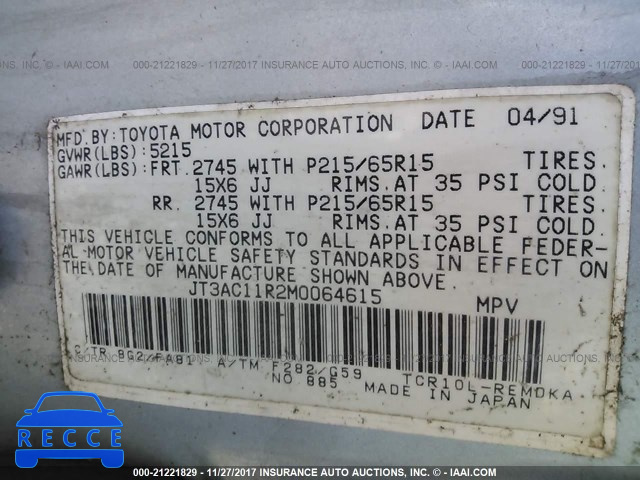 000-21221829 - 11/27/2017 INSURANCE AUTO AUCTIONS, INC. © - IAAI.COM
MFD.BY:TOYOTA MOTOR CORPORATION DATE 04/91
GVWR(LBS):5215
GAWR(LBS):FRT. 2745 WITH P215/65R15 TIRES.
15X6 JJ RIMS.AT 35 PSI COLD.
RR. 2745 WITH P215/65R15 TIRES.
15X6 JJ RIMS.AT 35 PSI COLD.
THIS VEHICLE CONFORMS TO ALL APPLICABLE FEDER-
AL-MOTOR VEHICLE SAFETY STANDARDS IN EFFECT ON
THE DATE OF MANUFACTURE SHOWN ABOVE.
JT3AC11R2M0064615 MPV
C/TR 8G2/FA81 A/TM F282/G59 TCR10L-REMDKA
NO 885 MADE IN JAPAN
RECCE
000-21221829 - 11/27/2017 INSURANCE AUTO AUCTIONS, INC. © - IAAI.COM